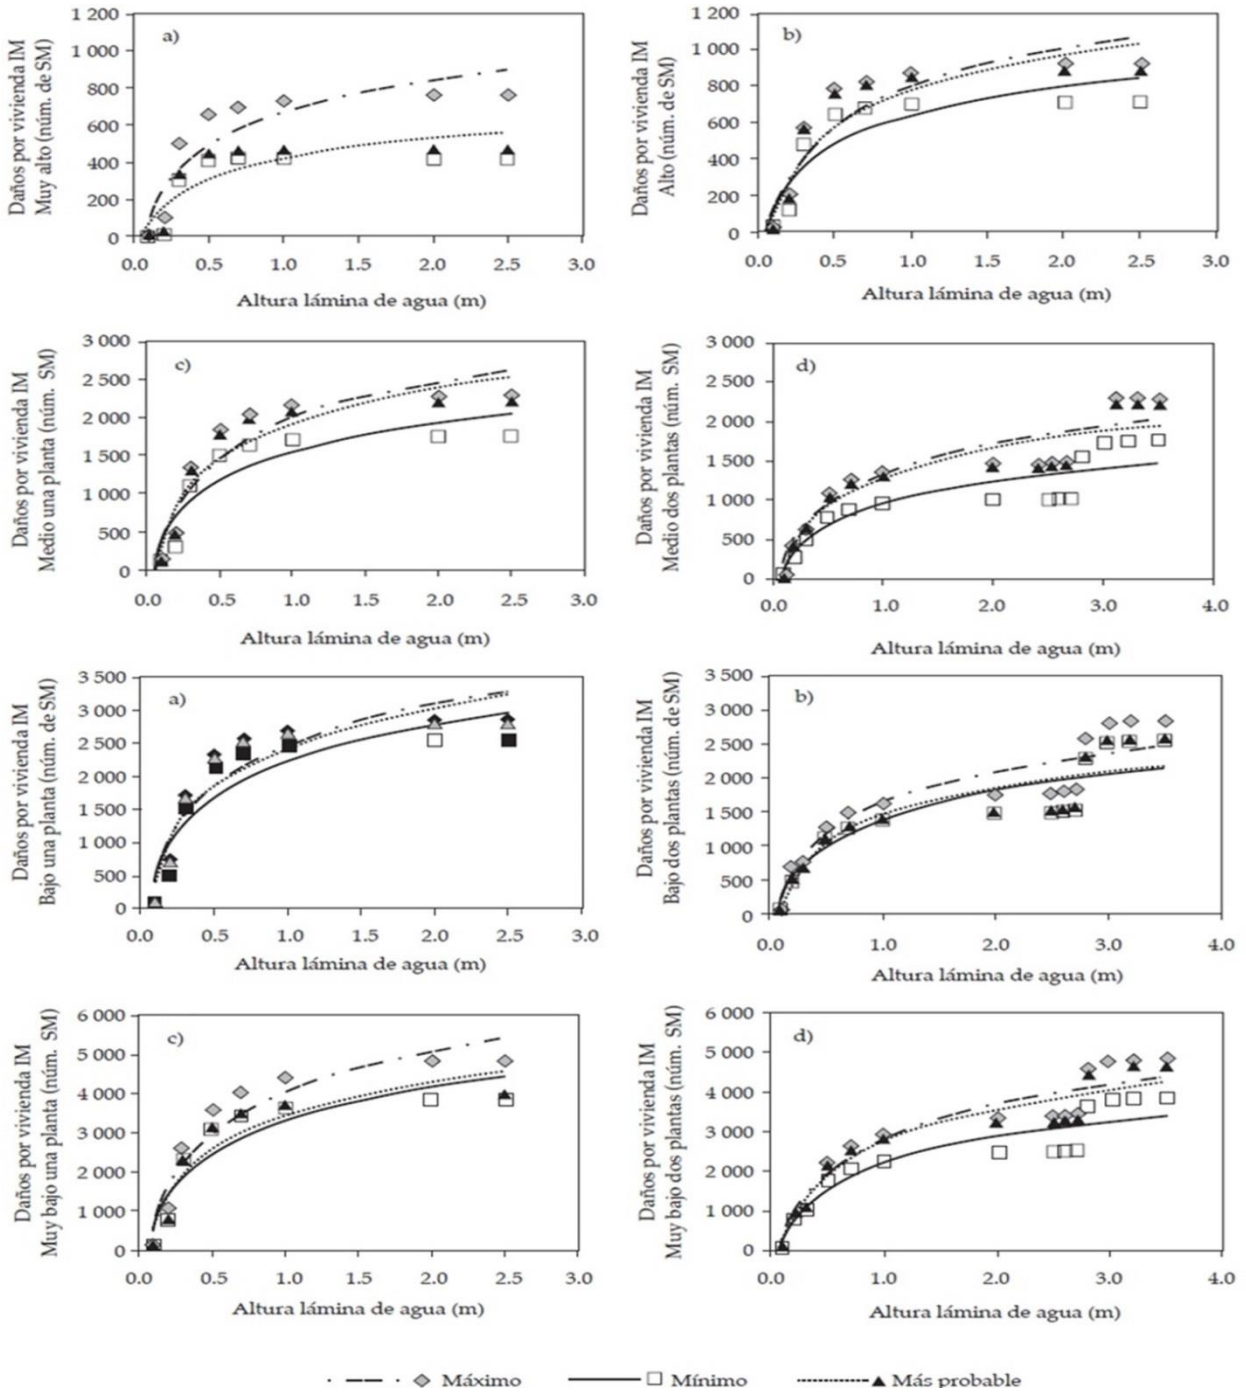 a)
Daños por vivienda IM
Muy alto (núm. de SM)
1 200
1 000
800
600
400
200
0
0.0 0.5 1.0 1.5 2.0 2.5 3.0
Altura lámina de agua (m)
b)
Daños por vivienda IM
Alto (núm. de SM)
1 200
1 000
800
600
400
200
0
0.0 0.5 1.0 1.5 2.0 2.5 3.0
Altura lámina de agua (m)
c)
Daños por vivienda IM
Medio una planta (núm. SM)
3 000
2 500
2 000
1 500
1 000
500
0
0.0 0.5 1.0 1.5 2.0 2.5 3.0
Altura lámina de agua (m)
d)
Daños por vivienda IM
Medio dos plantas (núm. SM)
3 000
2 500
2 000
1 500
1 000
500
0
0.0 1.0 2.0 3.0 4.0
Altura lámina de agua (m)
a)
Daños por vivienda IM
Bajo una planta (núm. de SM)
3 500
3 000
2 500
2 000
1 500
1 000
500
0
0.0 0.5 1.0 1.5 2.0 2.5 3.0
Altura lámina de agua (m)
b)
Daños por vivienda IM
Bajo dos plantas (núm. de SM)
3 500
3 000
2 500
2 000
1 500
1 000
500
0
0.0 1.0 2.0 3.0 4.0
Altura lámina de agua (m)
c)
Daños por vivienda IM
Muy bajo una planta (núm. SM)
6 000
5 000
4 000
3 000
2 000
1 000
0
0.0 0.5 1.0 1.5 2.0 2.5 3.0
Altura lámina de agua (m)
d)
Daños por vivienda IM
Muy bajo dos plantas (núm. SM)
6 000
5 000
4 000
3 000
2 000
1 000
0
0.0 1.0 2.0 3.0 4.0
Altura lámina de agua (m)
Máximo Mínimo Más probable